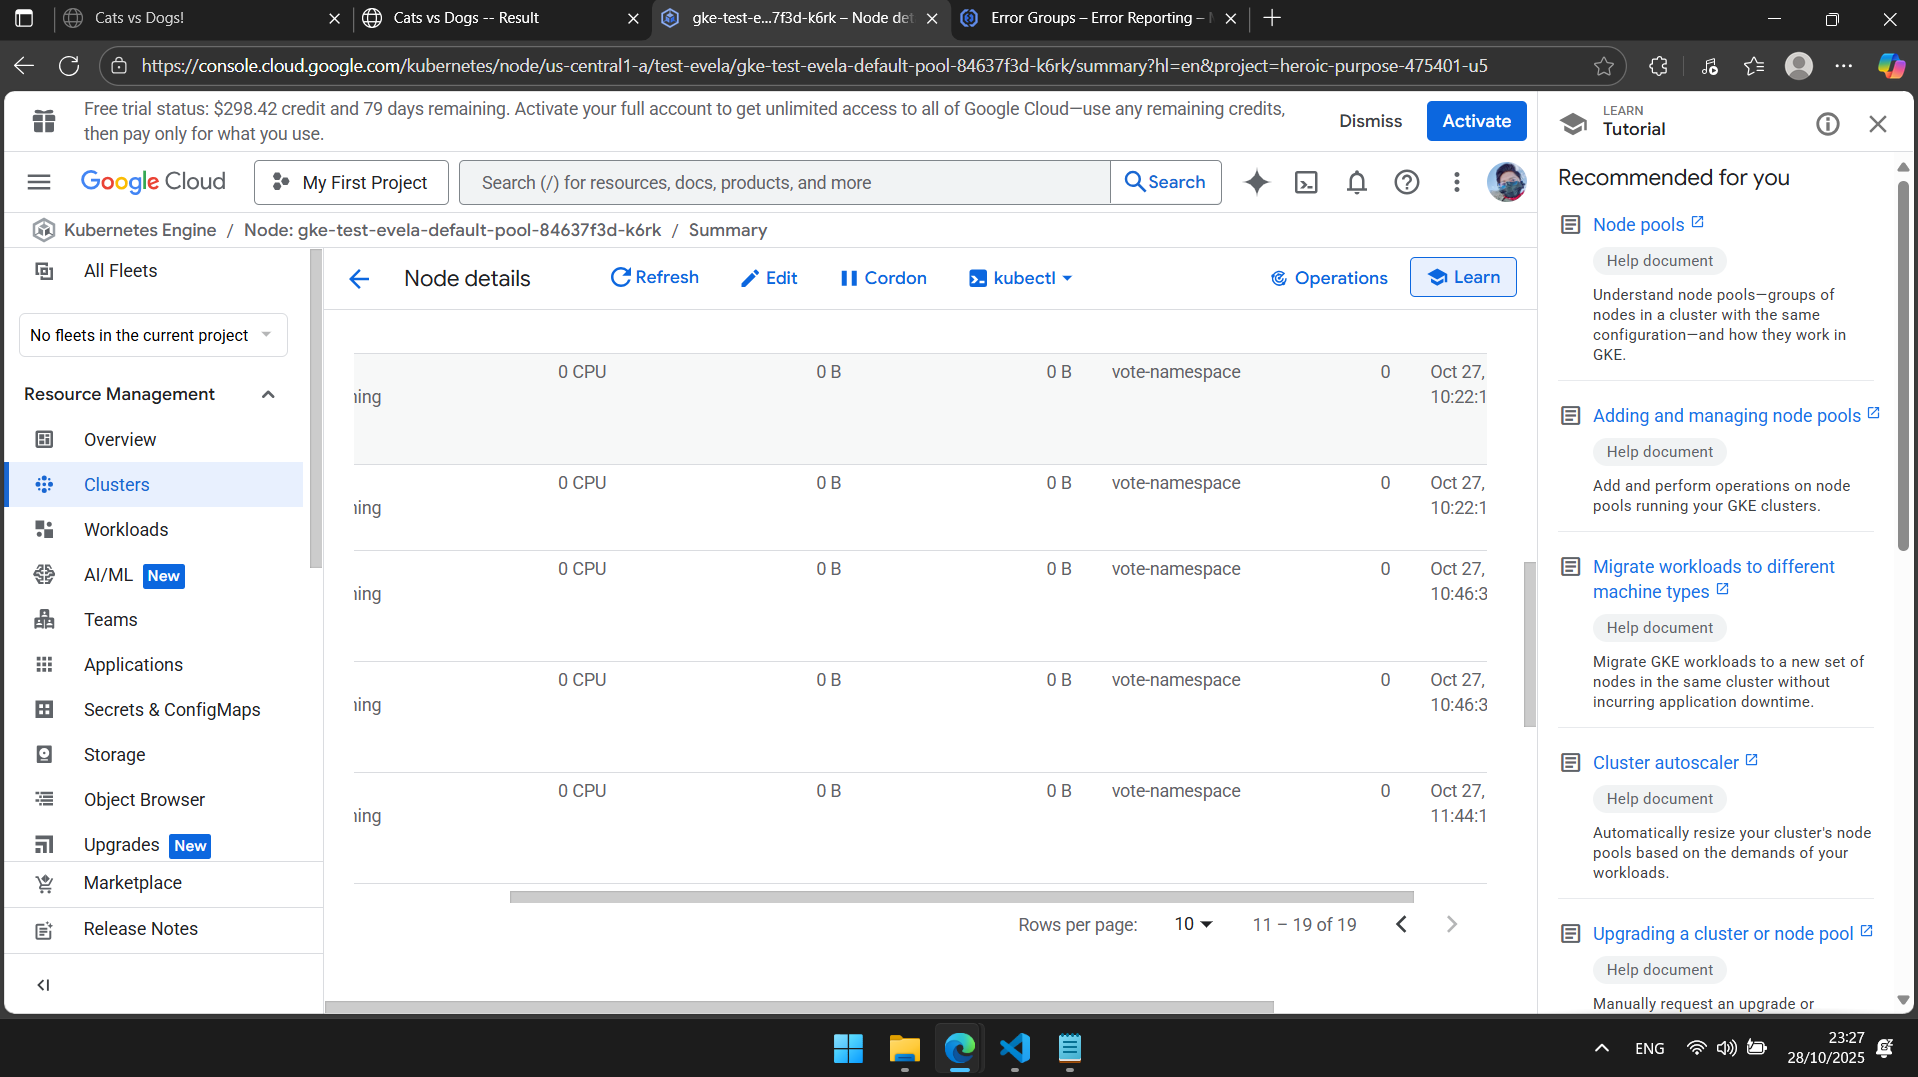 Cats vs Dogs!
Cats vs Dogs -- Result
gke-test-e...7f3d-k6rk – Node det
Error Groups – Error Reporting –
https://console.cloud.google.com/kubernetes/node/us-central1-a/test-evela/gke-test-evela-default-pool-84637f3d-k6rk/summary?hl=en&project=heroic-purpose-475401-u5
Free trial status: $298.42 credit and 79 days remaining. Activate your full account to get unlimited access to all of Google Cloud—use any remaining credits,
then pay only for what you use.
Dismiss
Activate
Google Cloud
My First Project
Search (/) for resources, docs, products, and more
Search
Kubernetes Engine / Node: gke-test-evela-default-pool-84637f3d-k6rk / Summary
All Fleets
No fleets in the current project
Resource Management
Overview
Clusters
Workloads
AI/ML New
Teams
Applications
Secrets & ConfigMaps
Storage
Object Browser
Upgrades New
Marketplace
Release Notes
Node details
Refresh
Edit
Cordon
kubectl
Operations
Learn
0 CPU 0 B 0 B vote-namespace 0 Oct 27,
ning 10:22:1
0 CPU 0 B 0 B vote-namespace 0 Oct 27,
ning 10:22:1
0 CPU 0 B 0 B vote-namespace 0 Oct 27,
ning 10:46:3
0 CPU 0 B 0 B vote-namespace 0 Oct 27,
ning 10:46:3
0 CPU 0 B 0 B vote-namespace 0 Oct 27,
ning 11:44:1
Rows per page: 10 11 – 19 of 19
LEARN
Tutorial
Recommended for you
Node pools
Help document
Understand node pools—groups of
nodes in a cluster with the same
configuration—and how they work in
GKE.
Adding and managing node pools
Help document
Add and perform operations on node
pools running your GKE clusters.
Migrate workloads to different
machine types
Help document
Migrate GKE workloads to a new set of
nodes in the same cluster without
incurring application downtime.
Cluster autoscaler
Help document
Automatically resize your cluster's node
pools based on the demands of your
workloads.
Upgrading a cluster or node pool
Help document
Manually request an upgrade or
ENG
23:27
28/10/2025